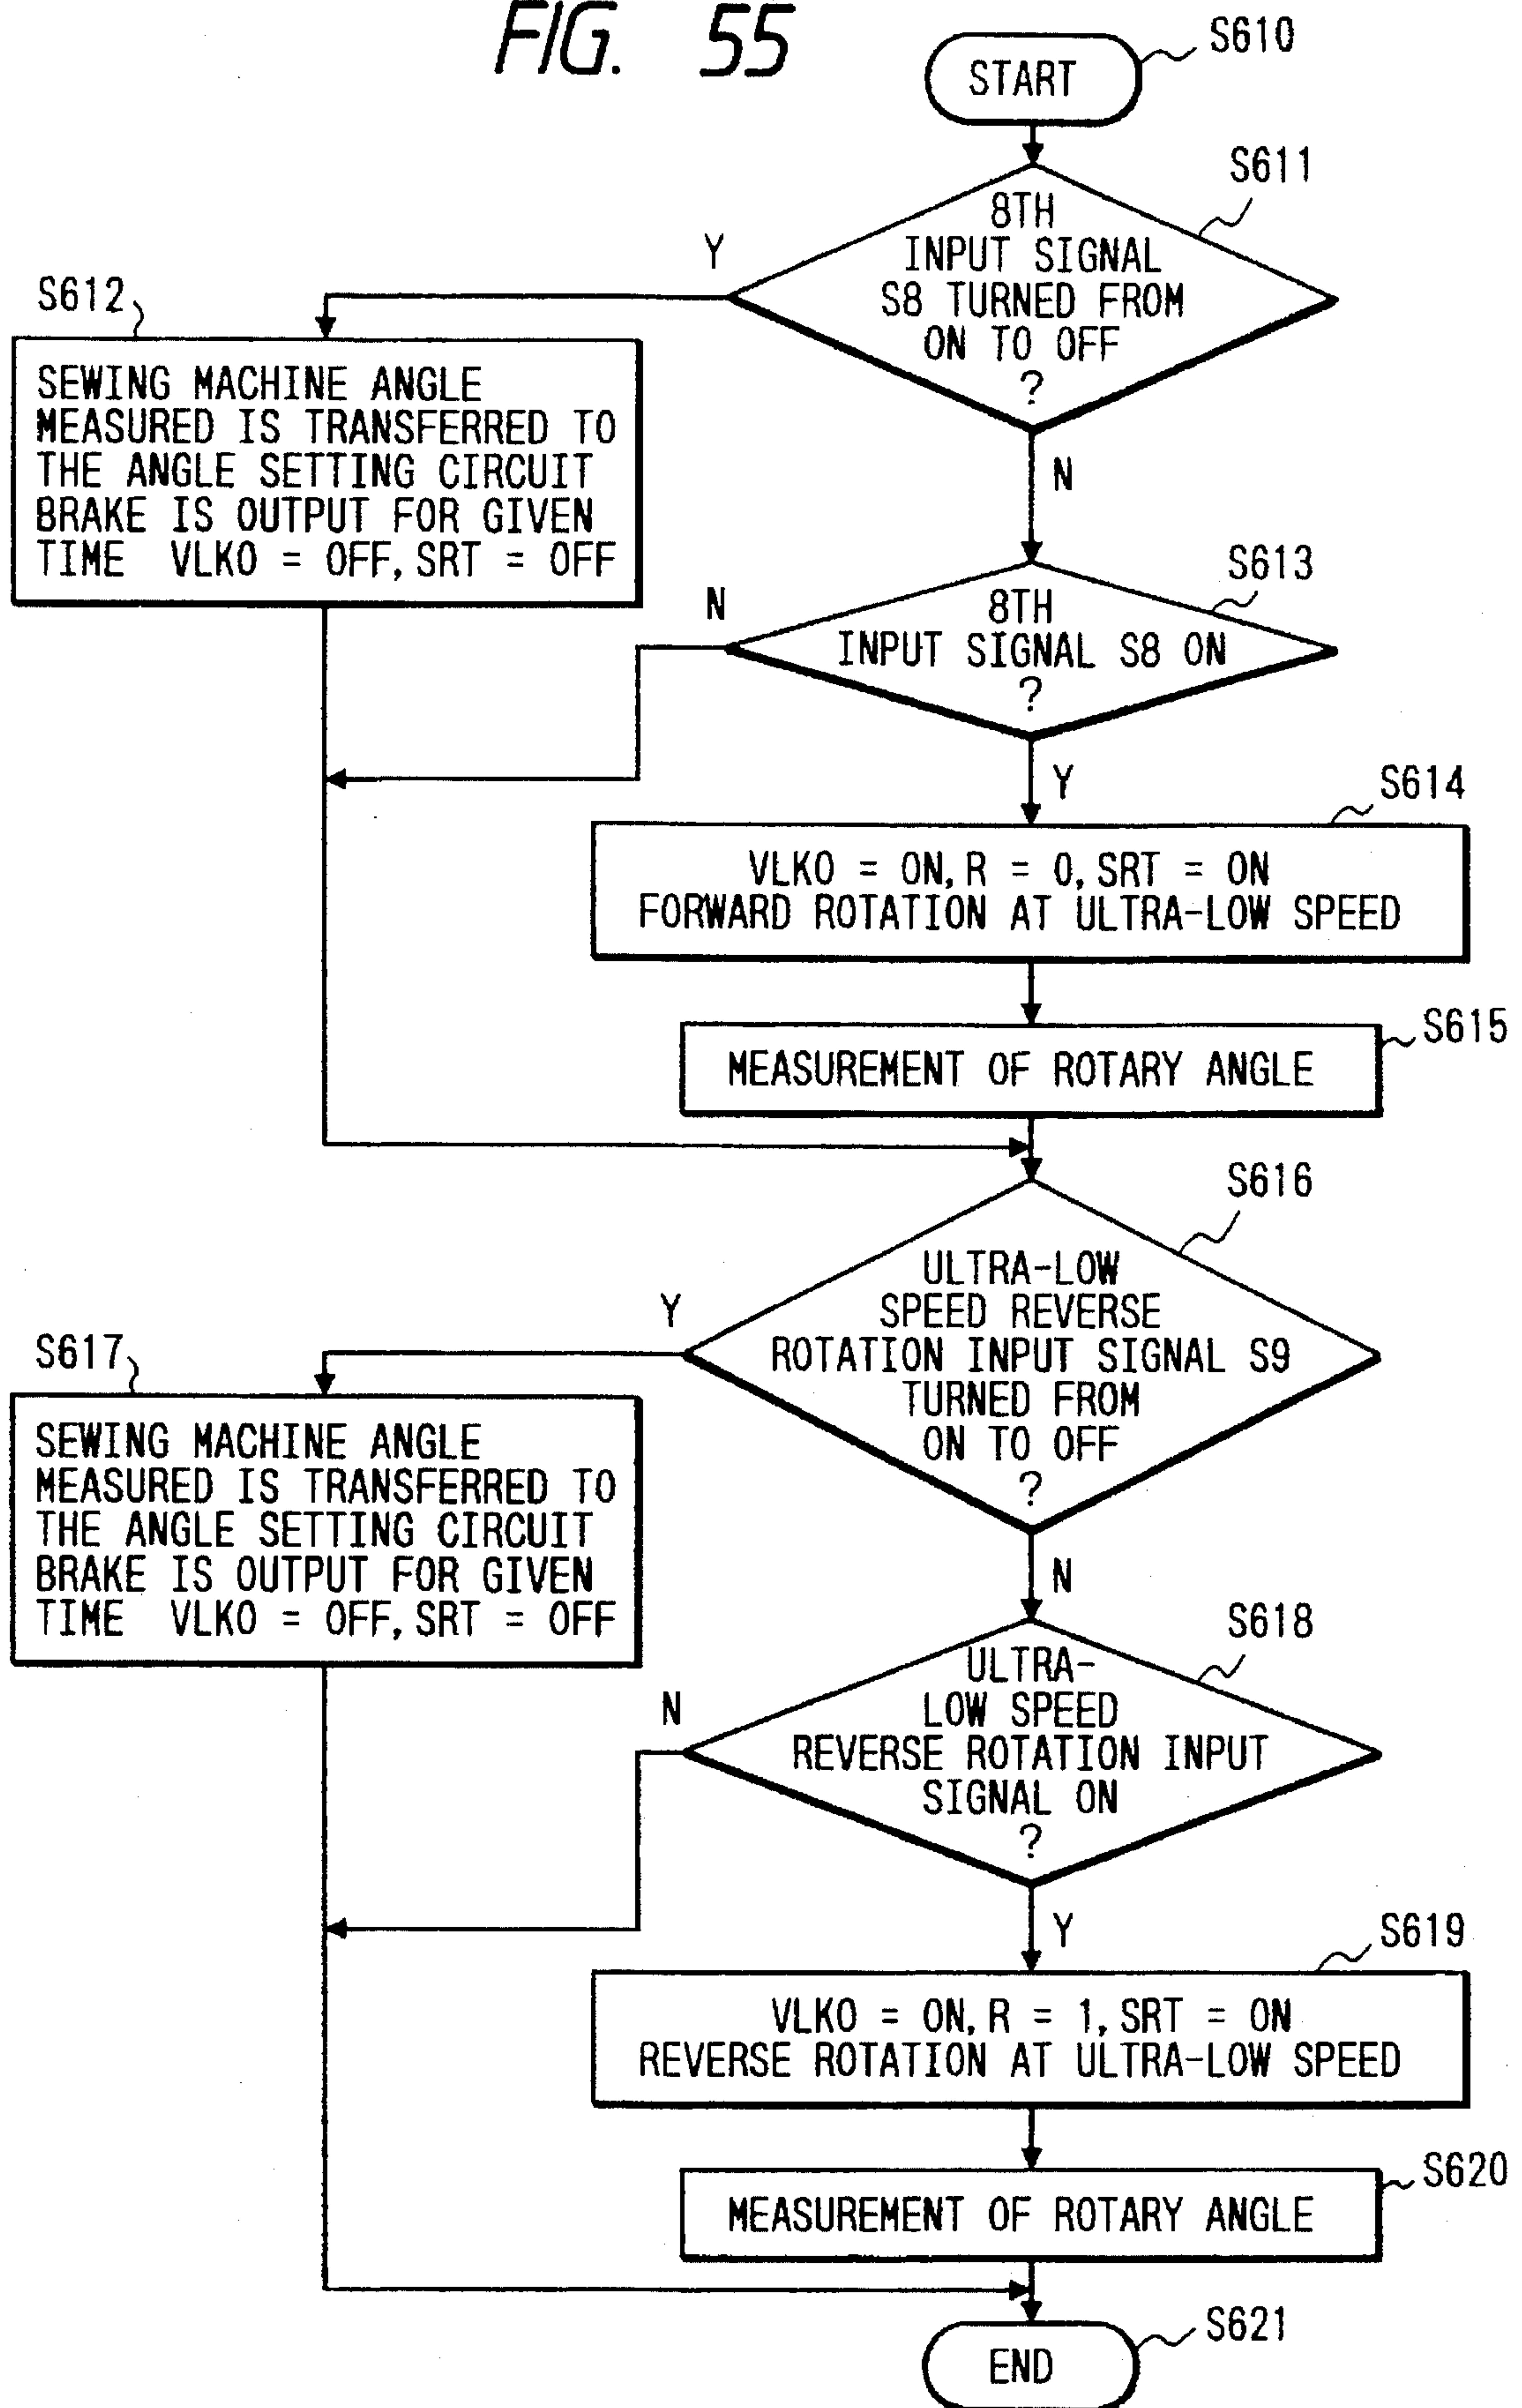 FIG. 55
START
S610
S611
8TH
INPUT SIGNAL
S8 TURNED FROM
ON TO OFF
?
Y
N
S612
SEWING MACHINE ANGLE
MEASURED IS TRANSFERRED TO
THE ANGLE SETTING CIRCUIT
BRAKE IS OUTPUT FOR GIVEN
TIME VLKO = OFF, SRT = OFF
S613
8TH
INPUT SIGNAL S8 ON
?
N
Y
S614
VLKO = ON, R = 0, SRT = ON
FORWARD ROTATION AT ULTRA-LOW SPEED
S615
MEASUREMENT OF ROTARY ANGLE
S616
ULTRA-LOW
SPEED REVERSE
ROTATION INPUT SIGNAL S9
TURNED FROM
ON TO OFF
?
Y
N
S617
SEWING MACHINE ANGLE
MEASURED IS TRANSFERRED TO
THE ANGLE SETTING CIRCUIT
BRAKE IS OUTPUT FOR GIVEN
TIME VLKO = OFF, SRT = OFF
S618
ULTRA-
LOW SPEED
REVERSE ROTATION INPUT
SIGNAL ON
?
N
Y
S619
VLKO = ON, R = 1, SRT = ON
REVERSE ROTATION AT ULTRA-LOW SPEED
S620
MEASUREMENT OF ROTARY ANGLE
S621
END